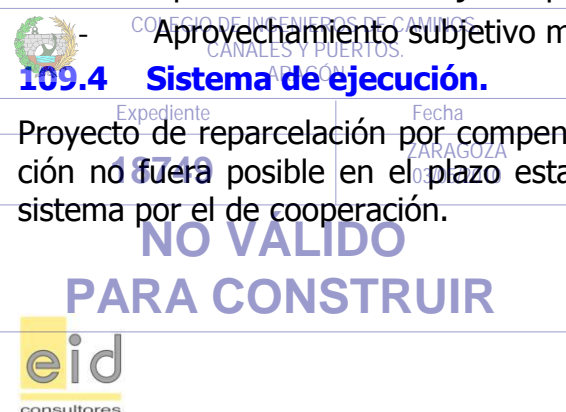 COLEGIO DE INGENIEROS DE CAMINOS,
- Aprovechamiento subjetivo m
CANALES Y PUERTOS.
ARAGÓN
109.4 Sistema de ejecución.
Expediente Fecha
Proyecto de reparcelación por compen
ZARAGOZA
18749
ción no fuera posible en el plazo esta
sistema por el de cooperación.
NO VÁLIDO
PARA CONSTRUIR
eid
consultores